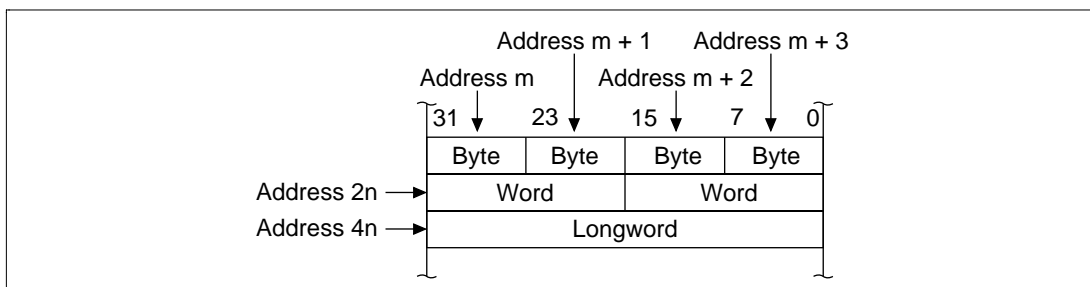 Address m + 1 Address m + 3
Address m Address m + 2
31 23 15 7 0
Byte Byte Byte Byte
Address 2n Word Word
Address 4n Longword